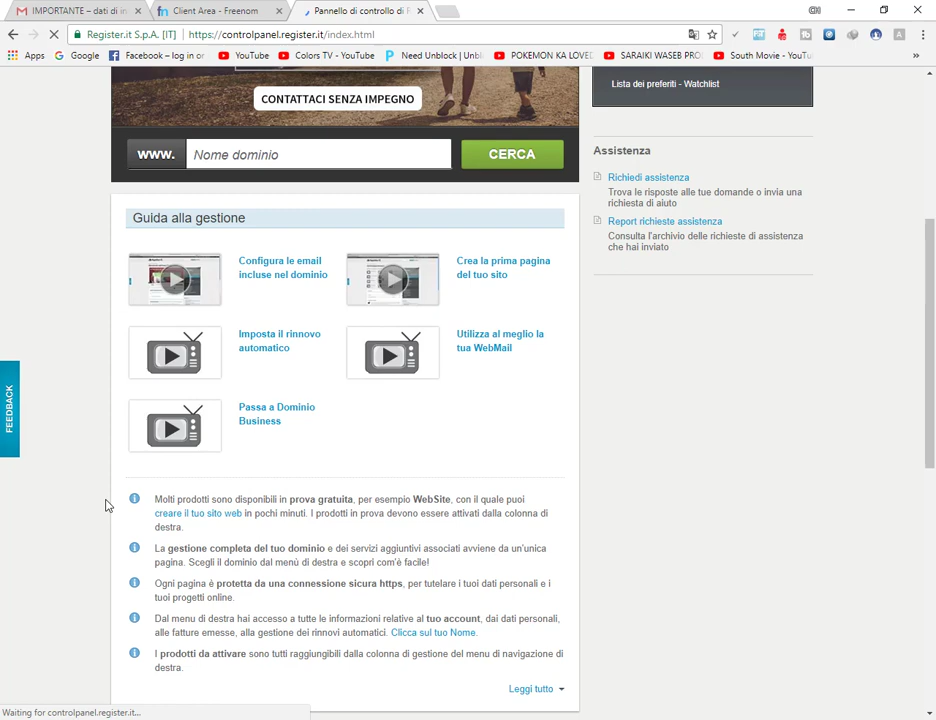 IMPORTANTE – dati di in
Client Area - Freenom
Pannello di controllo di R
Register.it S.p.A. [IT] https://controlpanel.register.it/index.html
Apps Google Facebook – log in or YouTube Colors TV - YouTube Need Unblock | Unbl POKEMON KA LOVE SARAIKI WASEB PRO South Movie - YouTu »
CONTATTACI SENZA IMPEGNO
Lista dei preferiti - Watchlist
www. Nome dominio CERCA
Assistenza
Richiedi assistenza
Trova le risposte alle tue domande o invia una
richiesta di aiuto
Report richieste assistenza
Consulta l'archivio delle richieste di assistenza
che hai inviato
Guida alla gestione
Configura le email
incluse nel dominio
Crea la prima pagina
del tuo sito
Imposta il rinnovo
automatico
Utilizza al meglio la
tua WebMail
Passa a Dominio
Business
FEEDBACK
Molti prodotti sono disponibili in prova gratuita, per esempio WebSite, con il quale puoi
creare il tuo sito web in pochi minuti. I prodotti in prova devono essere attivati dalla colonna di
destra.
La gestione completa del tuo dominio e dei servizi aggiuntivi associati avviene da un'unica
pagina. Scegli il dominio dal menù di destra e scopri com'è facile!
Ogni pagina è protetta da una connessione sicura https, per tutelare i tuoi dati personali e i
tuoi progetti online.
Dal menu di destra hai accesso a tutte le informazioni relative al tuo account, dai dati personali,
alle fatture emesse, alla gestione dei rinnovi automatici. Clicca sul tuo Nome.
I prodotti da attivare sono tutti raggiungibili dalla colonna di gestione del menu di navigazione di
destra.
Leggi tutto
Waiting for controlpanel.register.it...